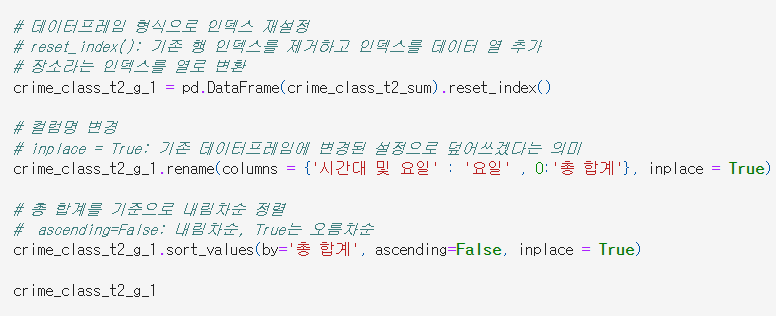 # 데이터프레임 형식으로 인덱스 재설정
# reset_index(): 기존 행 인덱스를 제거하고 인덱스를 데이터 열 추가
# 장소라는 인덱스를 열로 변환
crime_class_t2_g_1 = pd.DataFrame(crime_class_t2_sum).reset_index()
# 컬럼명 변경
# inplace = True: 기존 데이터프레임에 변경된 설정으로 덮어쓰겠다는 의미
crime_class_t2_g_1.rename(columns = {'시간대 및 요일' : '요일' , 0:'총 합계'}, inplace = True)
# 총 합계를 기준으로 내림차순 정렬
#  ascending=False: 내림차순, True는 오름차순
crime_class_t2_g_1.sort_values(by='총 합계', ascending=False, inplace = True)
crime_class_t2_g_1